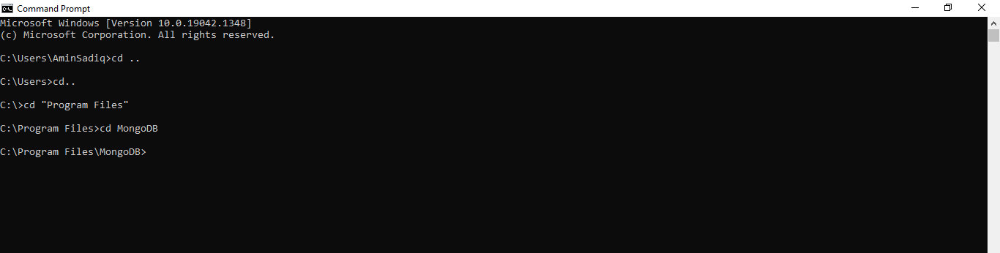 Command Prompt
Microsoft Windows [Version 10.0.19042.1348]
(c) Microsoft Corporation. All rights reserved.
C:\Users\AminSadiq>cd ..
C:\Users>cd..
C:\>cd "Program Files"
C:\Program Files>cd MongoDB
C:\Program Files\MongoDB>